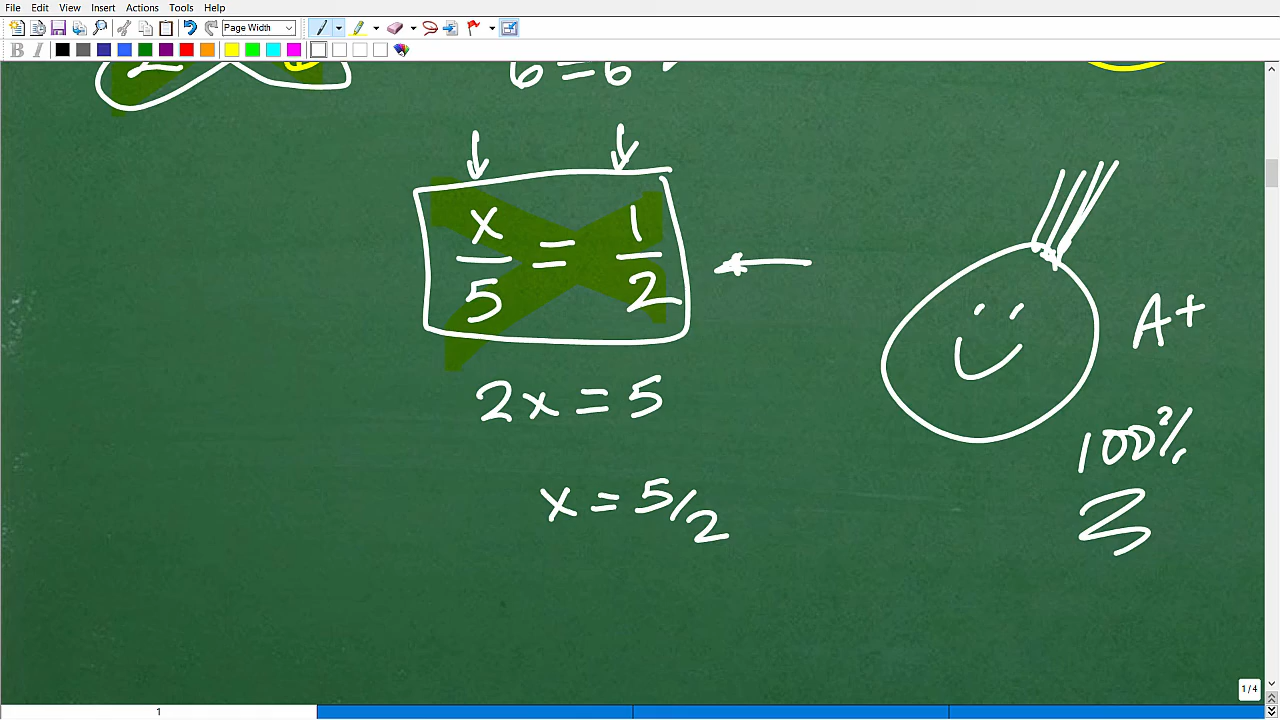 File Edit View Insert Actions Tools Help
Page Width
B I
6 = 6
x/5 = 1/2
2x = 5
x = 5/2
A+
100%
1/4
1